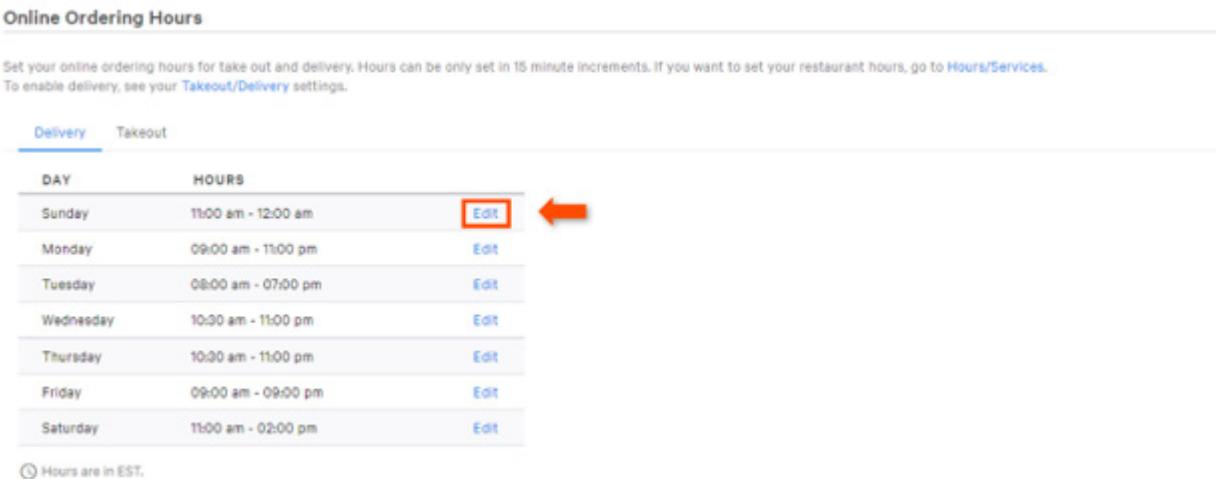 Online Ordering Hours
Set your online ordering hours for take out and delivery. Hours can be only set in 15 minute increments. If you want to set your restaurant hours, go to Hours/Services.
To enable delivery, see your Takeout/Delivery settings.
Delivery Takeout
DAY HOURS
Sunday 11:00 am - 12:00 am Edit
Monday 09:00 am - 11:00 pm Edit
Tuesday 08:00 am - 07:00 pm Edit
Wednesday 10:30 am - 11:00 pm Edit
Thursday 10:30 am - 11:00 pm Edit
Friday 09:00 am - 09:00 pm Edit
Saturday 11:00 am - 02:00 pm Edit
Hours are in EST.